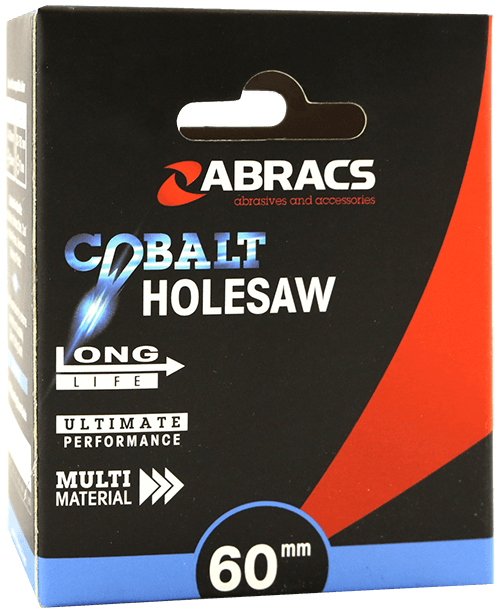 ABRACS
abrasives and accessories
COBALT
HOLESAW
LONG
LIFE
ULTIMATE
PERFORMANCE
MULTI
MATERIAL
60mm